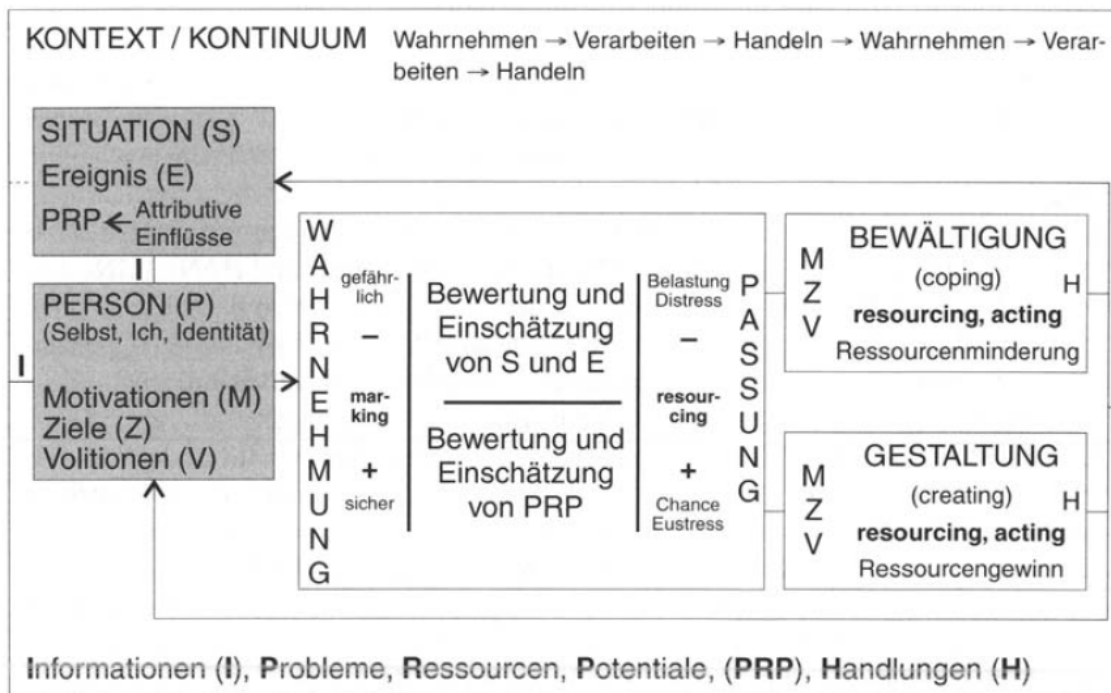 KONTEXT / KONTINUUM
Wahrnehmen → Verarbeiten → Handeln → Wahrnehmen → Verar-
beiten → Handeln
SITUATION (S)
Ereignis (E)
PRP ← Attributive
Einflüsse
I
PERSON (P)
(Selbst, Ich, Identität)
I
Motivationen (M)
Ziele (Z)
Volitionen (V)
WAHRNEHMUNG
gefähr-
lich
–
mar-
king
+
sicher
Bewertung und
Einschätzung
von S und E
Bewertung und
Einschätzung
von PRP
Belastung
Distress
–
resour-
cing
+
Chance
Eustress
PASSUNG
M
Z
V
BEWÄLTIGUNG
(coping)
H
resourcing, acting
Ressourcenminderung
M
Z
V
GESTALTUNG
(creating)
H
resourcing, acting
Ressourcengewinn
Informationen (I), Probleme, Ressourcen, Potentiale, (PRP), Handlungen (H)